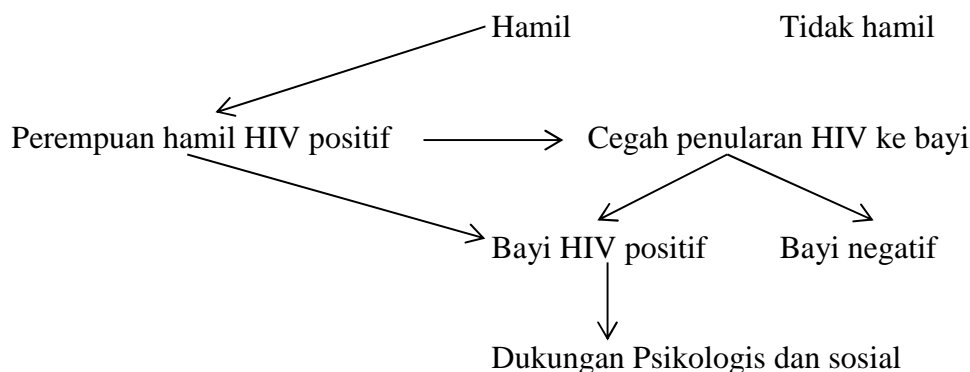 Hamil Tidak hamil
Perempuan hamil HIV positif Cegah penularan HIV ke bayi
Bayi HIV positif Bayi negatif
Dukungan Psikologis dan sosial